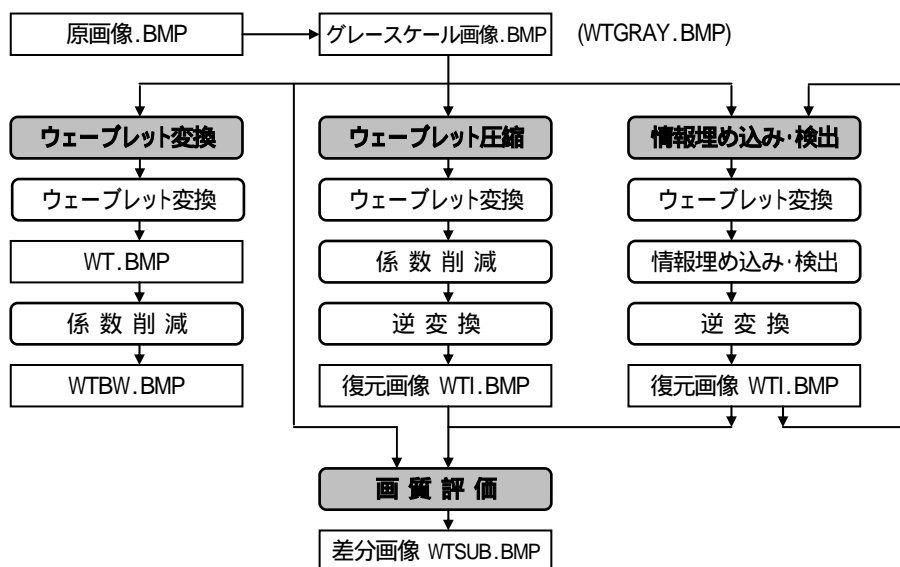 原画像.BMP
グレースケール画像.BMP
(WTGRAY.BMP)
ウェーブレット変換
ウェーブレット圧縮
情報埋め込み・検出
ウェーブレット変換
ウェーブレット変換
ウェーブレット変換
WT.BMP
係数削減
情報埋め込み・検出
係数削減
逆変換
逆変換
WTBW.BMP
復元画像 WTI.BMP
復元画像 WTI.BMP
画質評価
差分画像 WTSUB.BMP